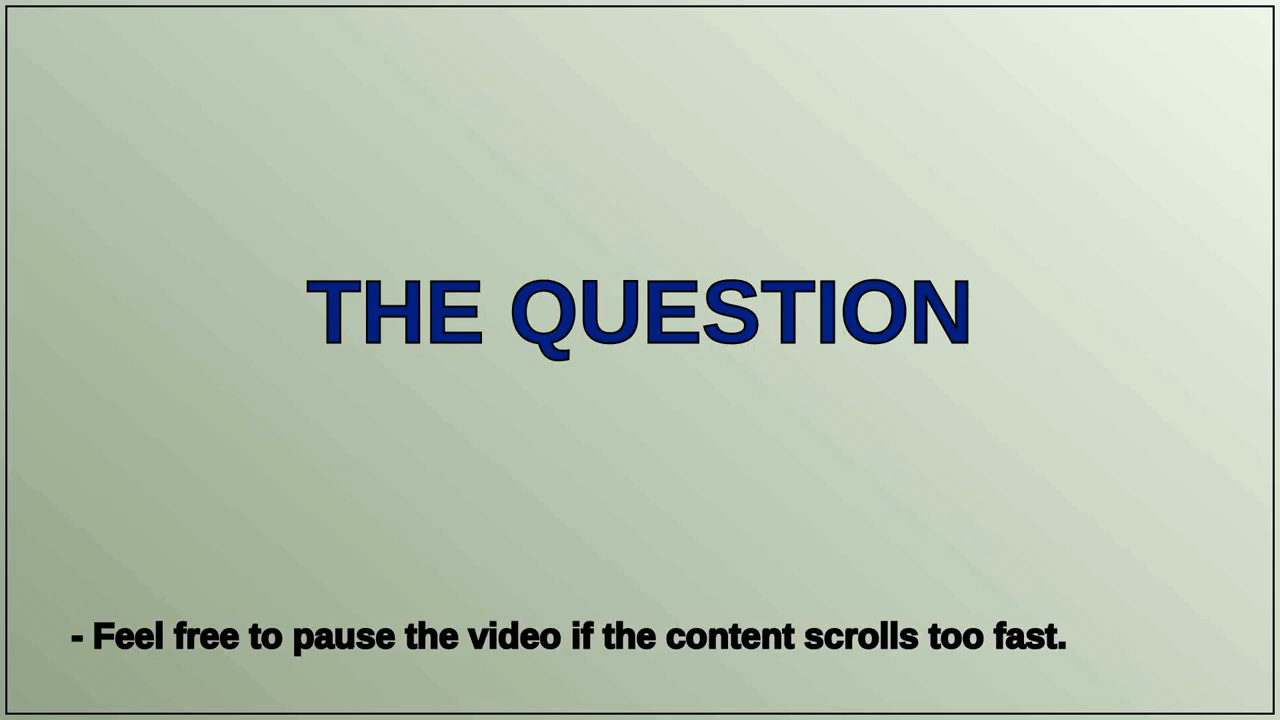 THE QUESTION
- Feel free to pause the video if the content scrolls too fast.